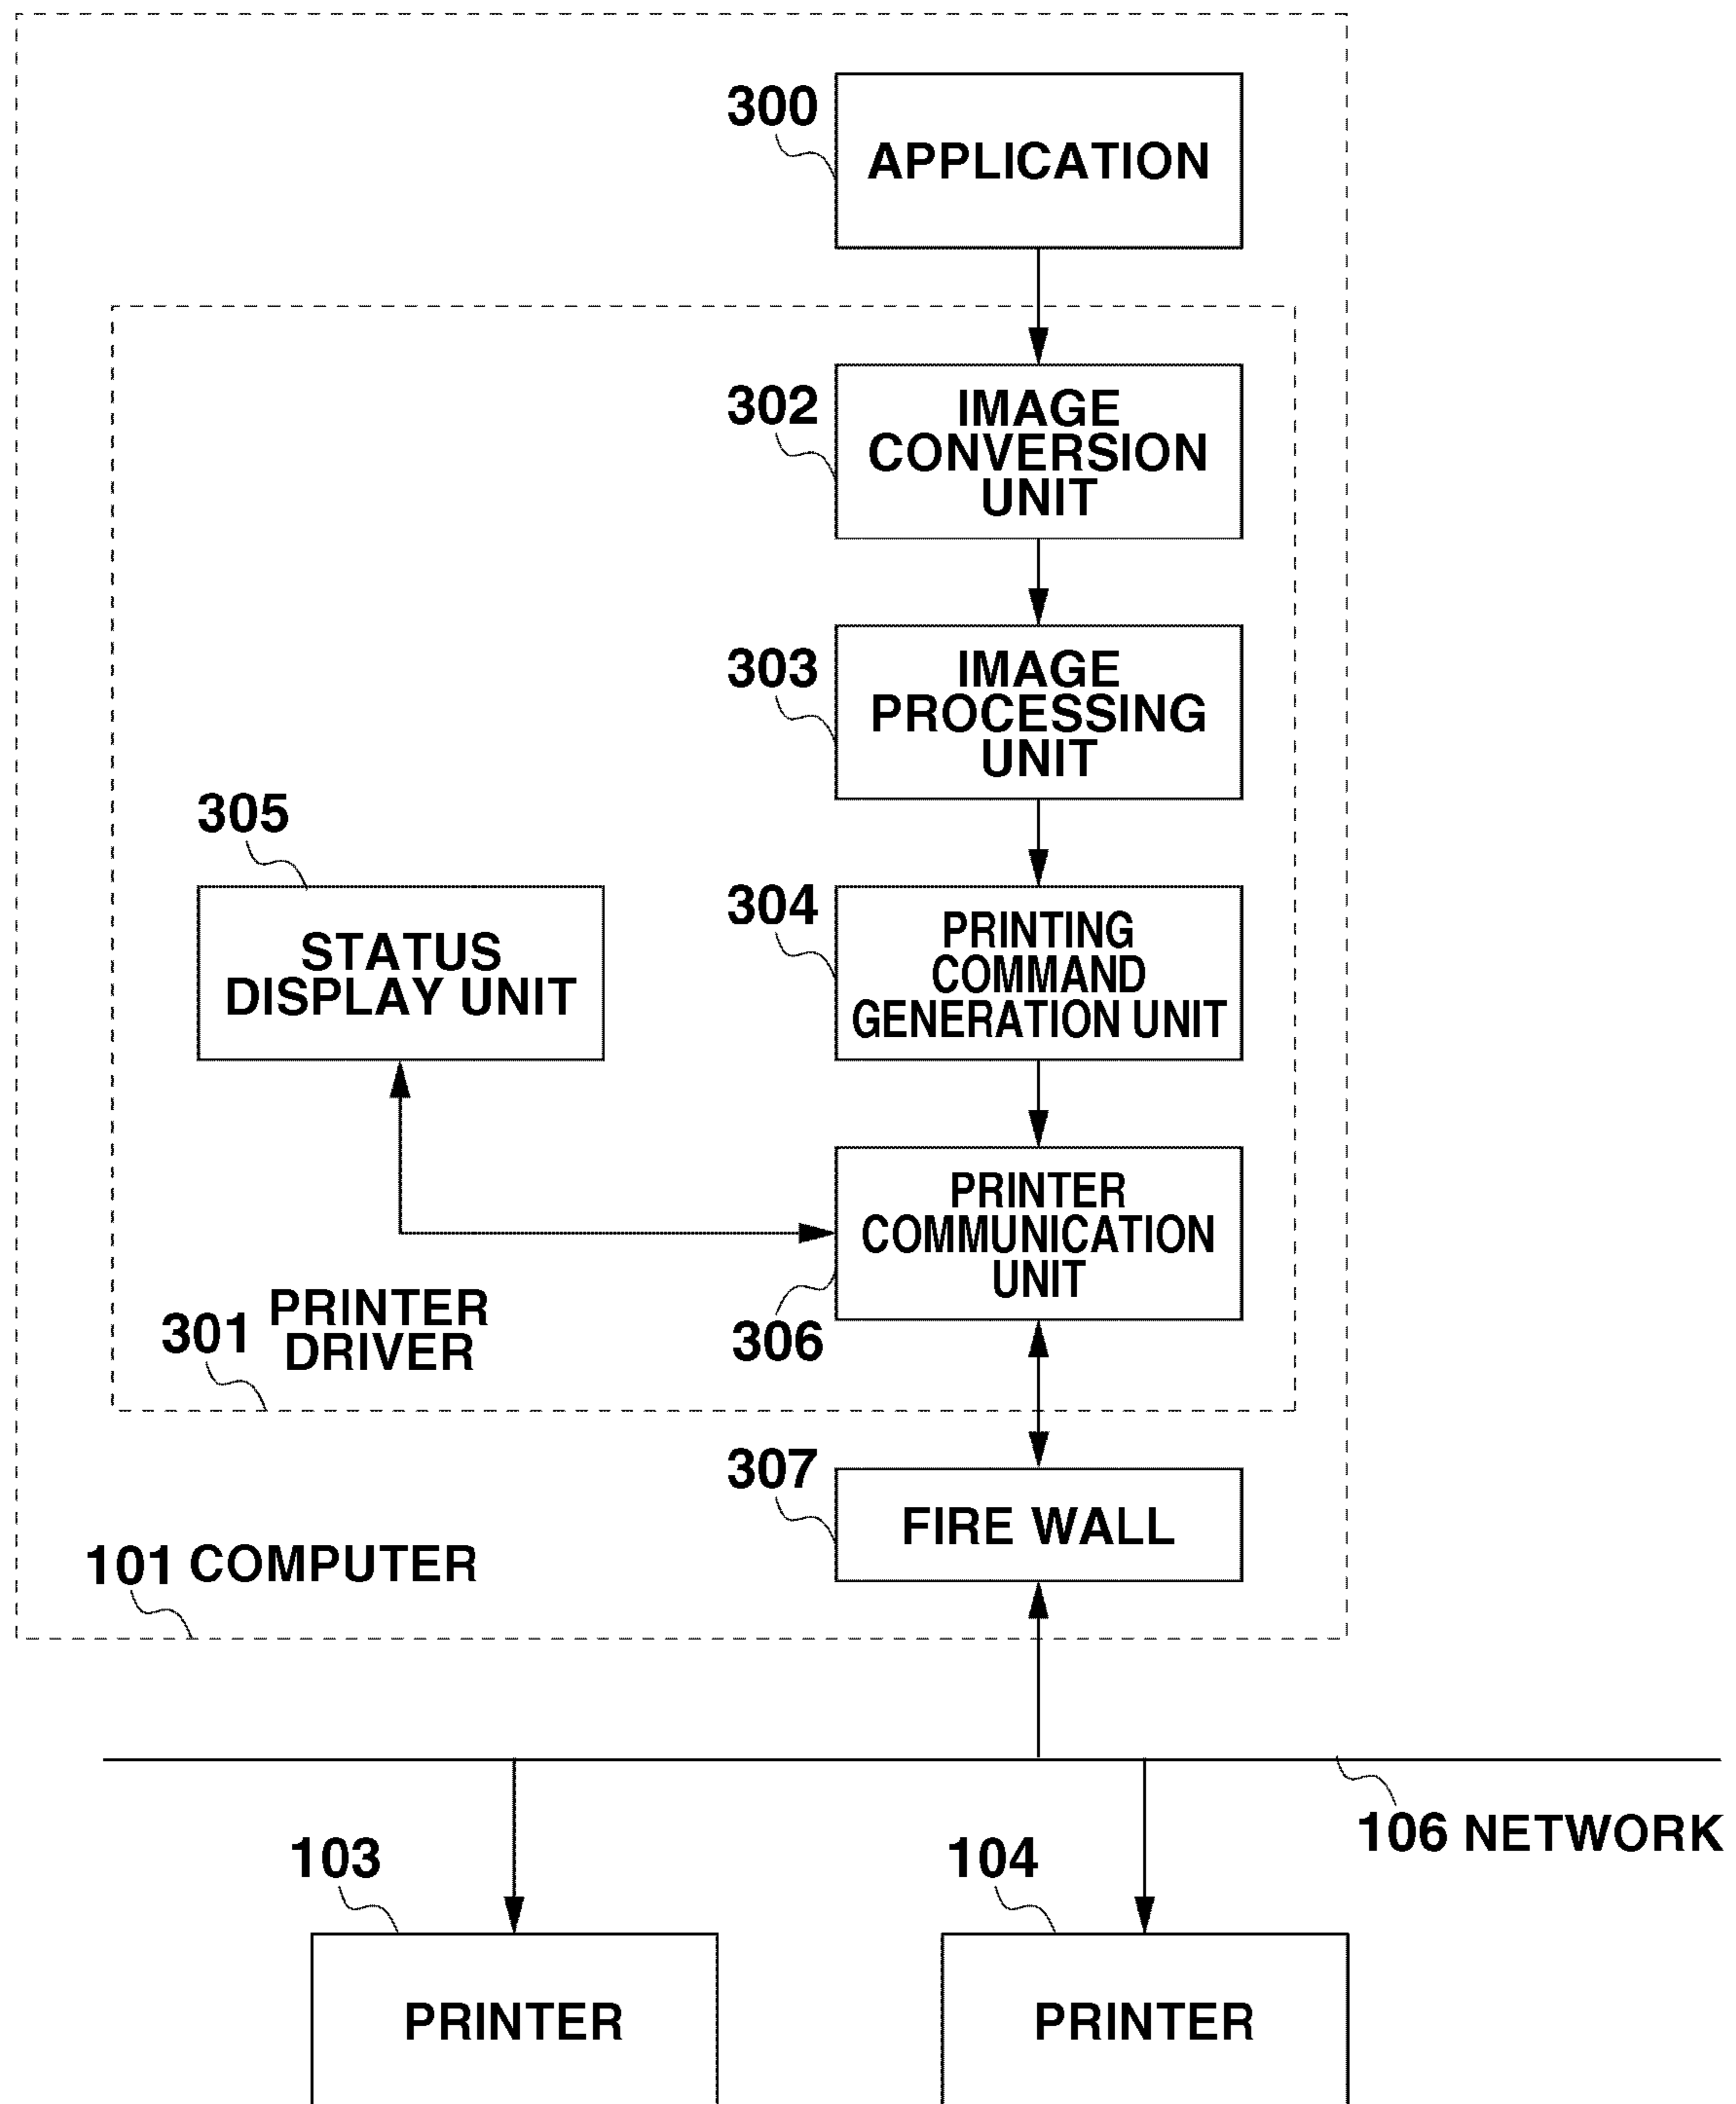 300
APPLICATION
302
IMAGE
CONVERSION
UNIT
303
IMAGE
PROCESSING
UNIT
305
STATUS
DISPLAY UNIT
304
PRINTING
COMMAND
GENERATION UNIT
PRINTER
COMMUNICATION
UNIT
306
301 PRINTER
DRIVER
307
FIRE WALL
101 COMPUTER
106 NETWORK
103
PRINTER
104
PRINTER